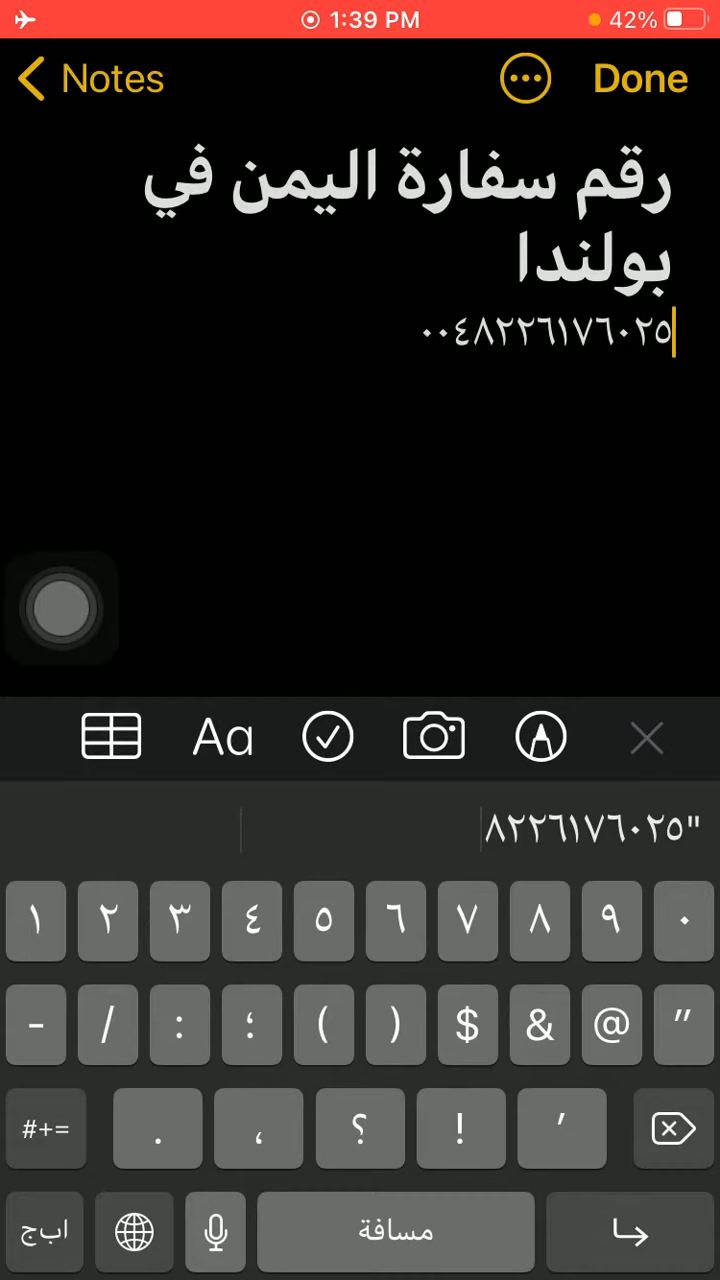 1:39 PM
42%
Notes
Done
رقم سفارة اليمن في
بولندا
٠٠٤٨٢٢٦١٧٦٠٢٥
Aa
٨٢٢٦١٧٦٠٢٥"
١ ٢ ٣ ٤ ٥ ٦ ٧ ٨ ٩ ٠
- / : ؛ ( ) $ & @ ”
#+= . ، ؟ ! ’
اب‌ج مسافة